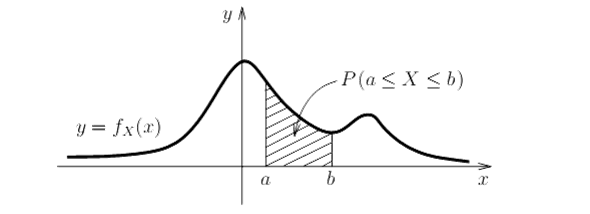 y
P(a ≤ X ≤ b)
y = f_X(x)
a
b
x